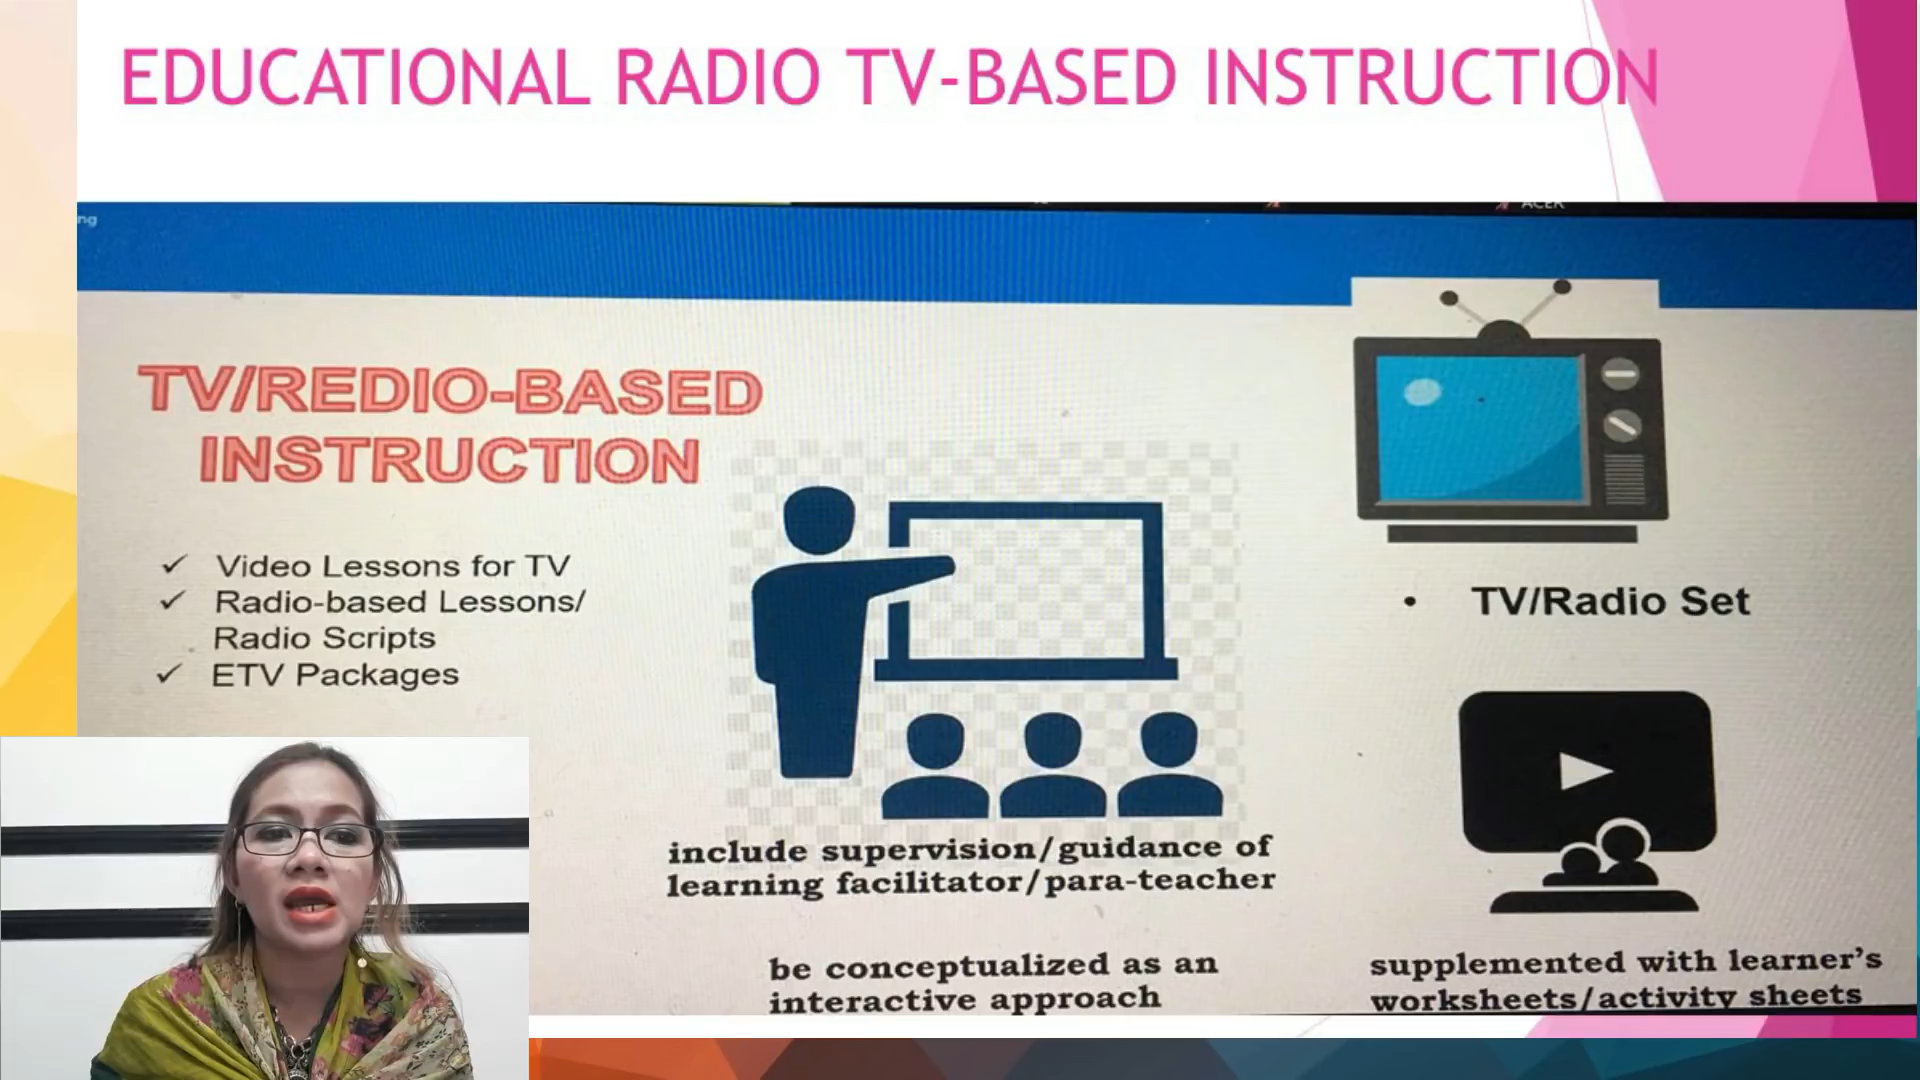 EDUCATIONAL RADIO TV-BASED INSTRUCTION
ng
ACER
TV/REDIO-BASED
INSTRUCTION
✓ Video Lessons for TV
✓ Radio-based Lessons/
Radio Scripts
✓ ETV Packages
include supervision/guidance of
learning facilitator/para-teacher
be conceptualized as an
interactive approach
• TV/Radio Set
supplemented with learner's
worksheets/activity sheets